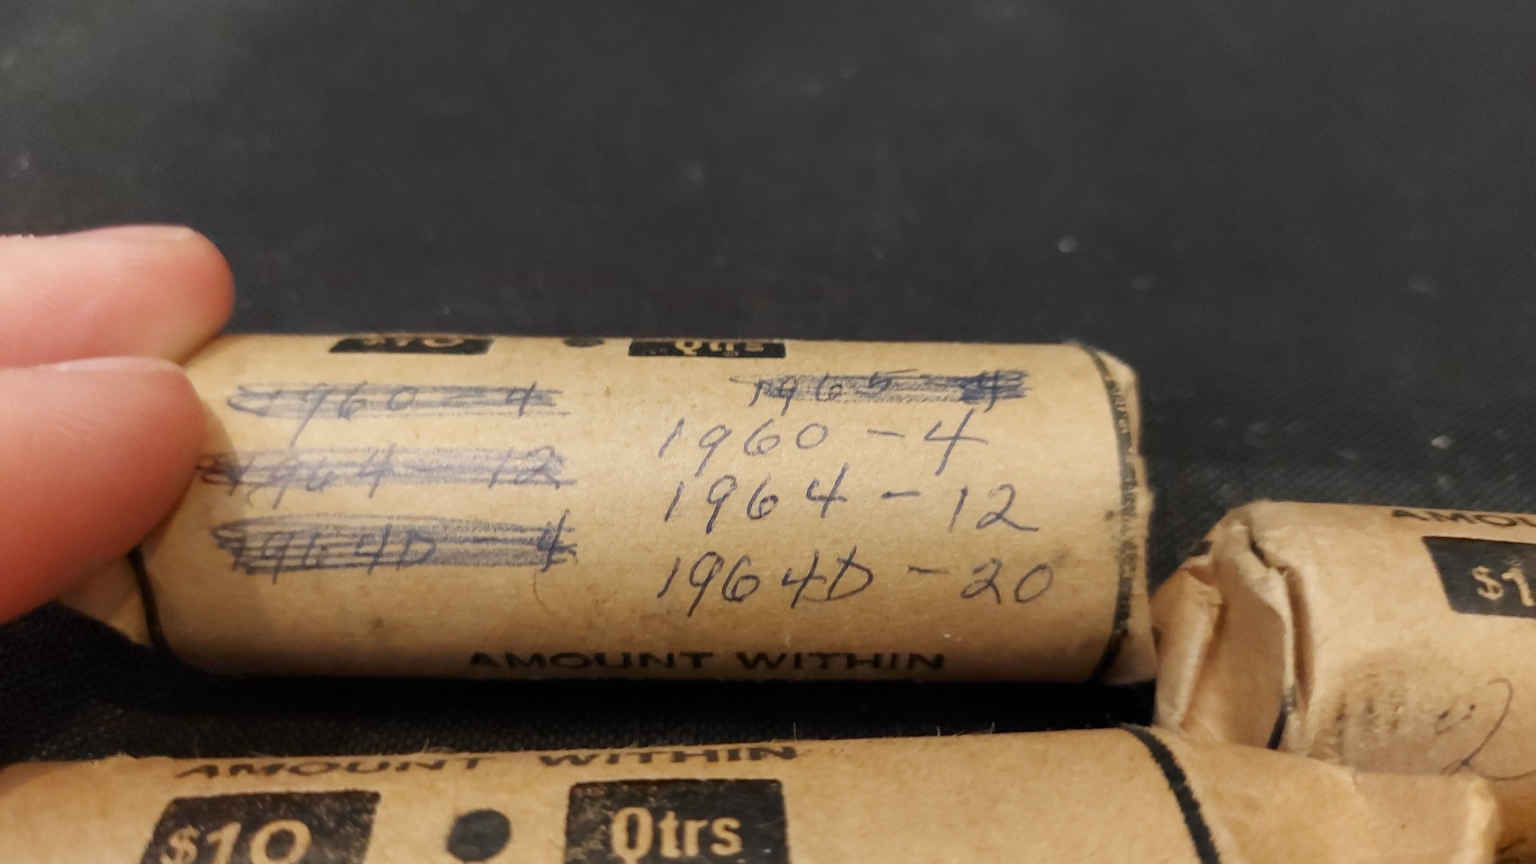 $10 Qtrs
1960 - 4
1964 - 12
1964D - 4
1965 - 4
1960 - 4
1964 - 12
1964D - 20
AMOUNT WITHIN
$1
AMOUNT WITHIN
$10 Qtrs